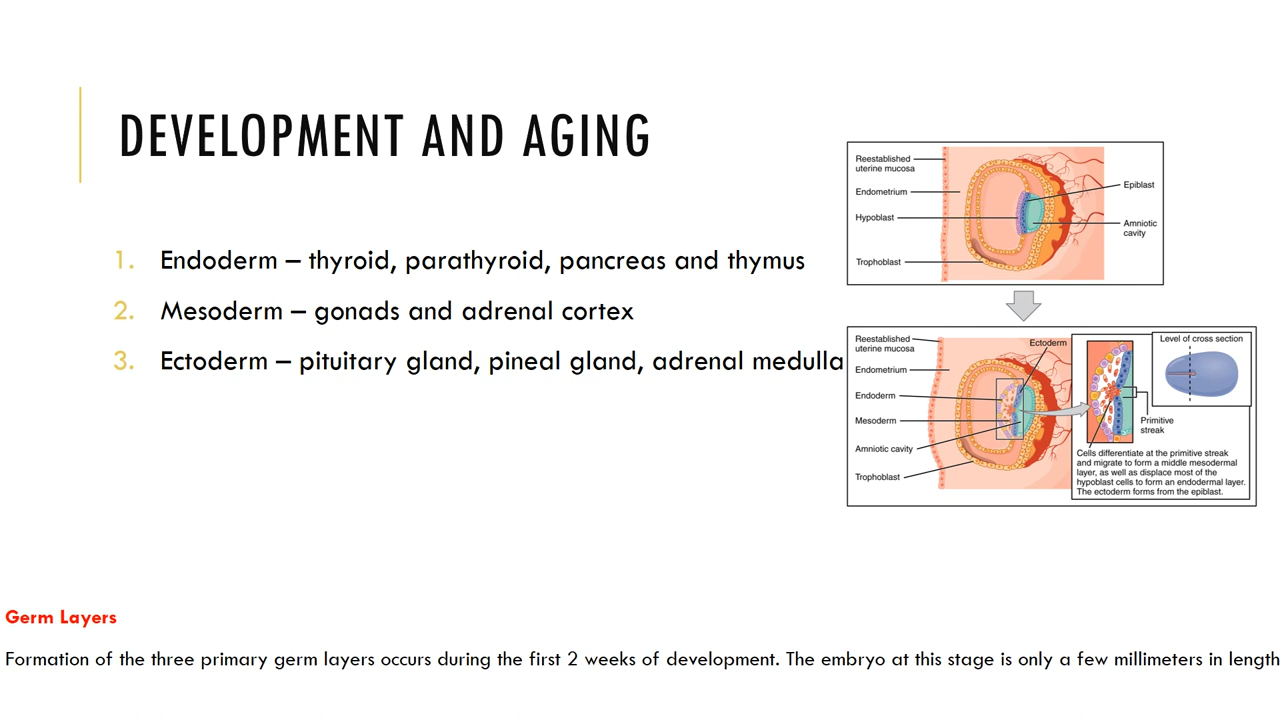 DEVELOPMENT AND AGING
1. Endoderm – thyroid, parathyroid, pancreas and thymus
2. Mesoderm – gonads and adrenal cortex
3. Ectoderm – pituitary gland, pineal gland, adrenal medulla
Reestablished
uterine mucosa
Endometrium
Hypoblast
Trophoblast
Epiblast
Amniotic
cavity
Reestablished
uterine mucosa
Endometrium
Endoderm
Mesoderm
Amniotic cavity
Trophoblast
Ectoderm
Level of cross section
Primitive
streak
Cells differentiate at the primitive streak
and migrate to form a middle mesodermal
layer, as well as displace most of the
hypoblast cells to form an endodermal layer.
The ectoderm forms from the epiblast.
Germ Layers
Formation of the three primary germ layers occurs during the first 2 weeks of development. The embryo at this stage is only a few millimeters in length